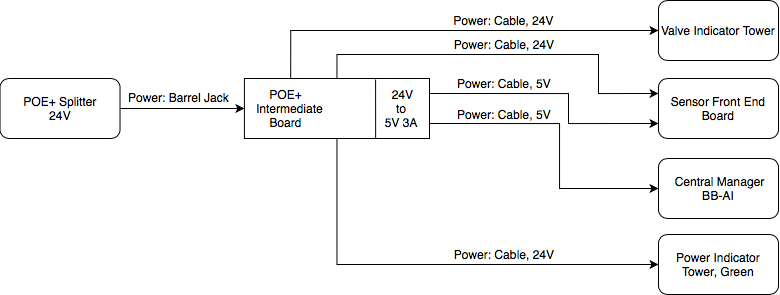 Power: Cable, 24V
Valve Indicator Tower
Power: Cable, 24V
POE+ Splitter
24V
Power: Barrel Jack
POE+
Intermediate
Board
24V
to
5V 3A
Power: Cable, 5V
Power: Cable, 5V
Sensor Front End
Board
Central Manager
BB-AI
Power: Cable, 24V
Power Indicator
Tower, Green